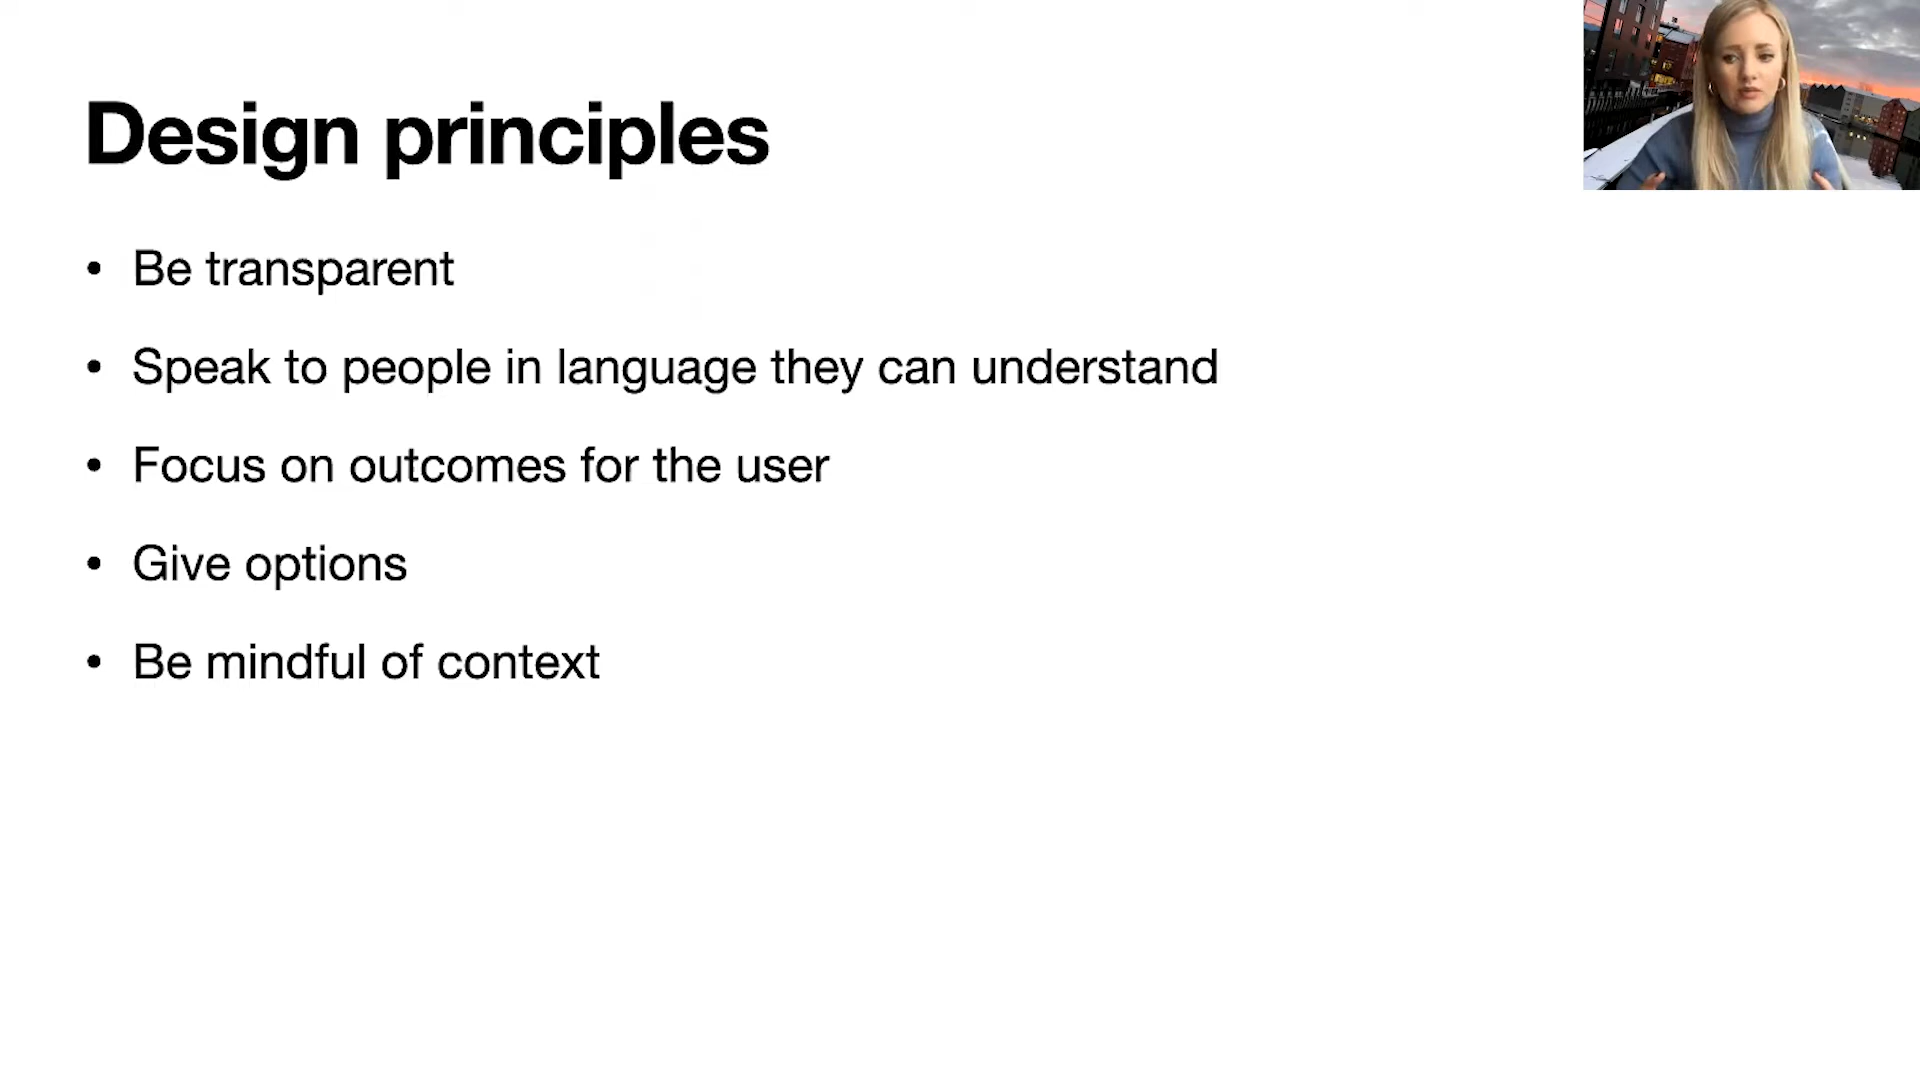 Design principles
• Be transparent
• Speak to people in language they can understand
• Focus on outcomes for the user
• Give options
• Be mindful of context